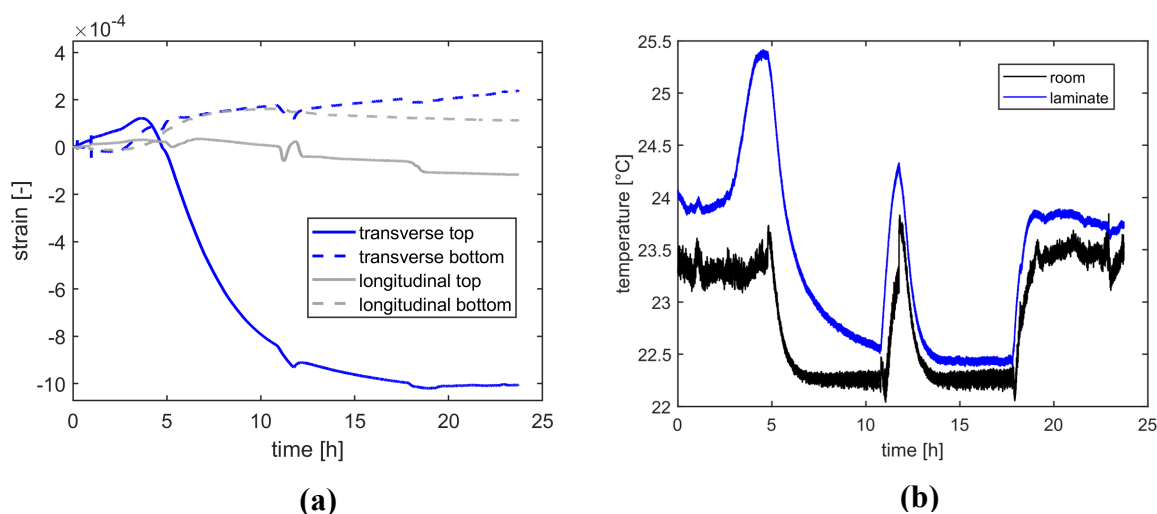 ×10⁻⁴
4
2
0
-2
-4
-6
-8
-10
strain [-]
transverse top
transverse bottom
longitudinal top
longitudinal bottom
0 5 10 15 20 25
time [h]
(a)
25.5
25
24.5
24
23.5
23
22.5
22
temperature [°C]
room
laminate
0 5 10 15 20 25
time [h]
(b)